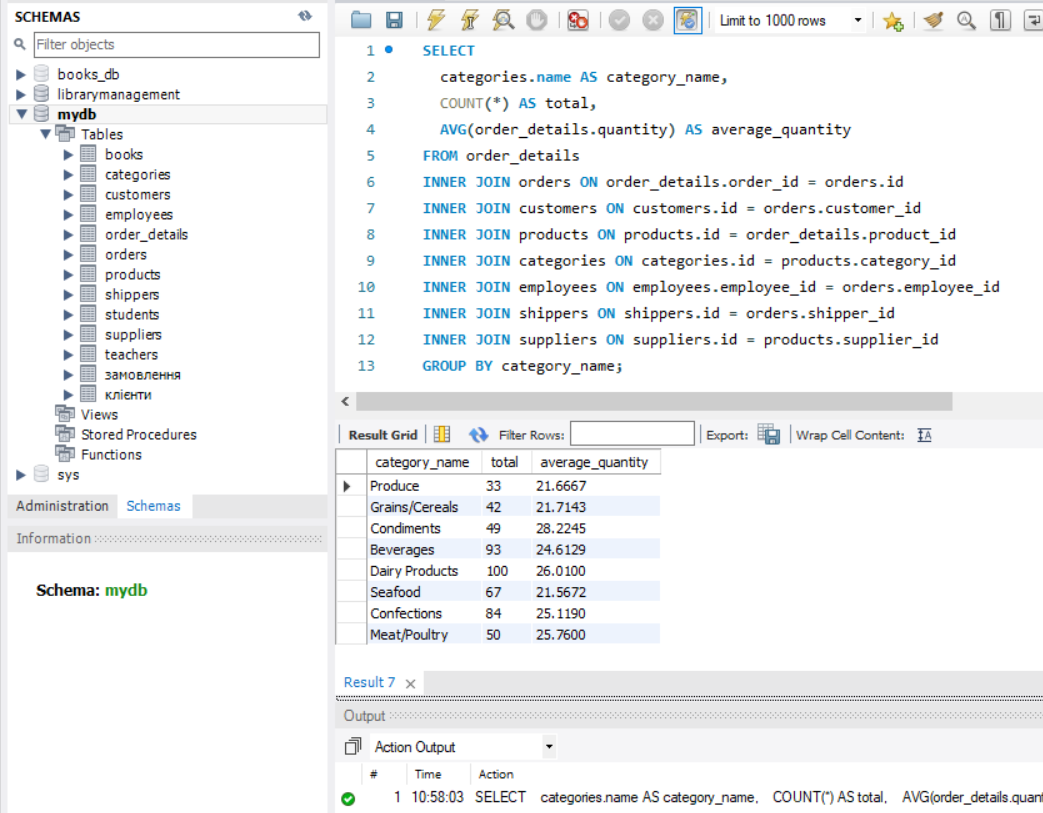 SCHEMAS
Filter objects
books_db
librarymanagement
mydb
Tables
books
categories
customers
employees
order_details
orders
products
shippers
students
suppliers
teachers
замовлення
клієнти
Views
Stored Procedures
Functions
sys
Administration Schemas
Information
Schema: mydb
Limit to 1000 rows
1 SELECT
2 categories.name AS category_name,
3 COUNT(*) AS total,
4 AVG(order_details.quantity) AS average_quantity
5 FROM order_details
6 INNER JOIN orders ON order_details.order_id = orders.id
7 INNER JOIN customers ON customers.id = orders.customer_id
8 INNER JOIN products ON products.id = order_details.product_id
9 INNER JOIN categories ON categories.id = products.category_id
10 INNER JOIN employees ON employees.employee_id = orders.employee_id
11 INNER JOIN shippers ON shippers.id = orders.shipper_id
12 INNER JOIN suppliers ON suppliers.id = products.supplier_id
13 GROUP BY category_name;
Result Grid Filter Rows: Export: Wrap Cell Content:
category_name total average_quantity
Produce 33 21.6667
Grains/Cereals 42 21.7143
Condiments 49 28.2245
Beverages 93 24.6129
Dairy Products 100 26.0100
Seafood 67 21.5672
Confections 84 25.1190
Meat/Poultry 50 25.7600
Result 7
Output
Action Output
# Time Action
1 10:58:03 SELECT categories.name AS category_name, COUNT(*) AS total, AVG(order_details.quant